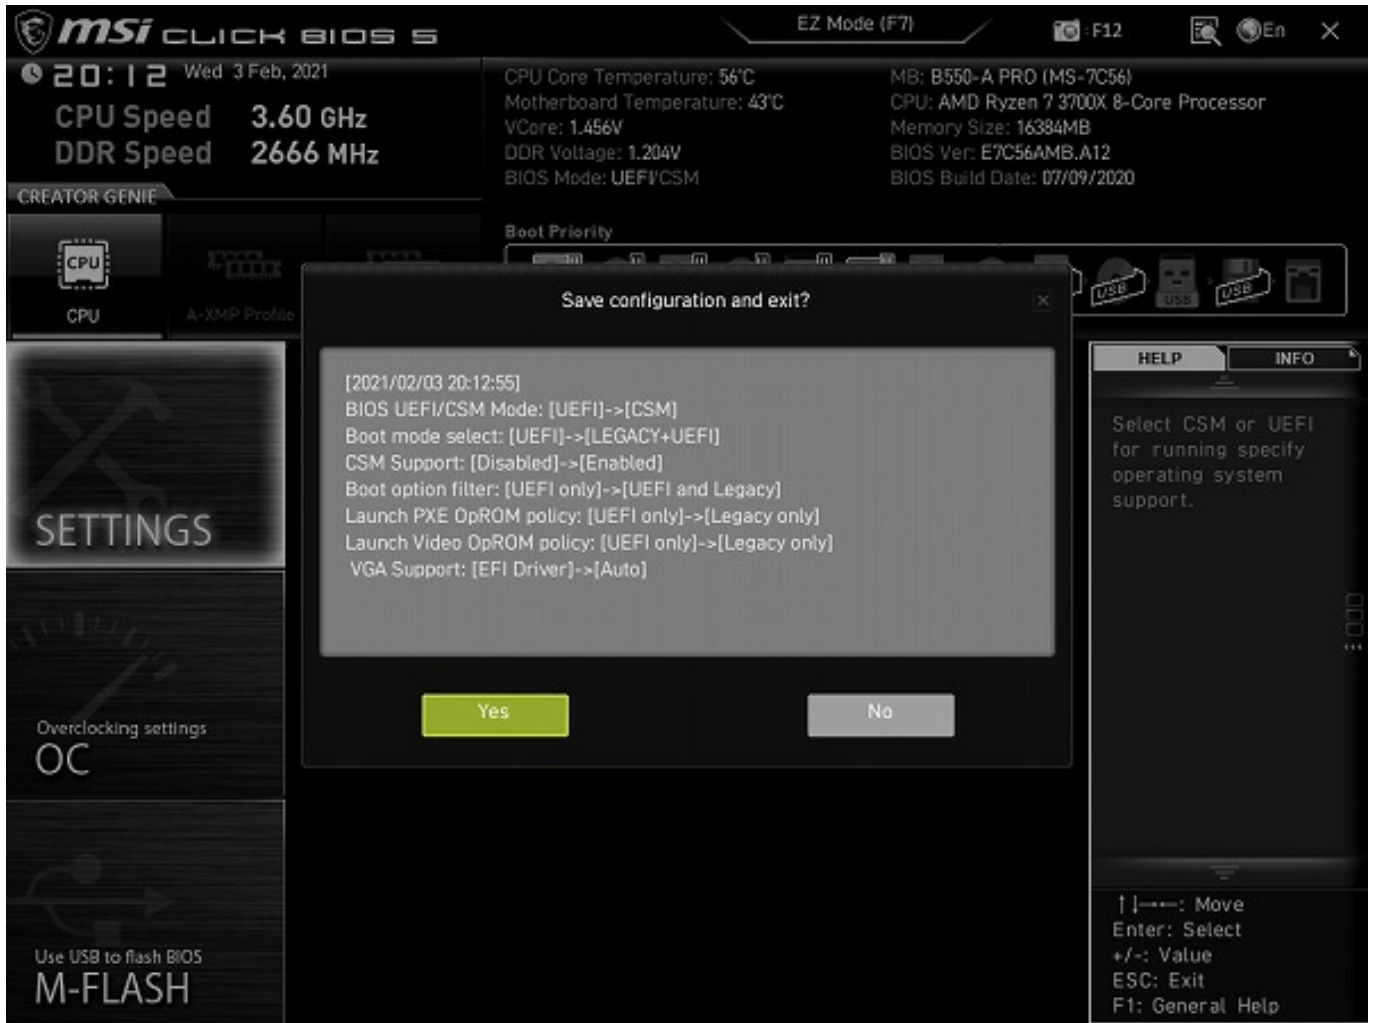 msi CLICK BIOS 5
EZ Mode (F7)
: F12
En
20:12 Wed 3 Feb, 2021
CPU Speed 3.60 GHz
DDR Speed 2666 MHz
CPU Core Temperature: 56°C
Motherboard Temperature: 43°C
VCore: 1.456V
DDR Voltage: 1.204V
BIOS Mode: UEFI/CSM
MB: B550-A PRO (MS-7C56)
CPU: AMD Ryzen 7 3700X 8-Core Processor
Memory Size: 16384MB
BIOS Ver: E7C56AMB.A12
BIOS Build Date: 07/09/2020
CREATOR GENIE
CPU
CPU
A-XMP Profile
Boot Priority
U
U
U
U
U
USB
USB
USB
Save configuration and exit?
[2021/02/03 20:12:55]
BIOS UEFI/CSM Mode: [UEFI]->[CSM]
Boot mode select: [UEFI]->[LEGACY+UEFI]
CSM Support: [Disabled]->[Enabled]
Boot option filter: [UEFI only]->[UEFI and Legacy]
Launch PXE OpROM policy: [UEFI only]->[Legacy only]
Launch Video OpROM policy: [UEFI only]->[Legacy only]
VGA Support: [EFI Driver]->[Auto]
Yes
No
SETTINGS
Overclocking settings
OC
Use USB to flash BIOS
M-FLASH
HELP
INFO
Select CSM or UEFI
for running specify
operating system
support.
↑↓→←: Move
Enter: Select
+/-: Value
ESC: Exit
F1: General Help